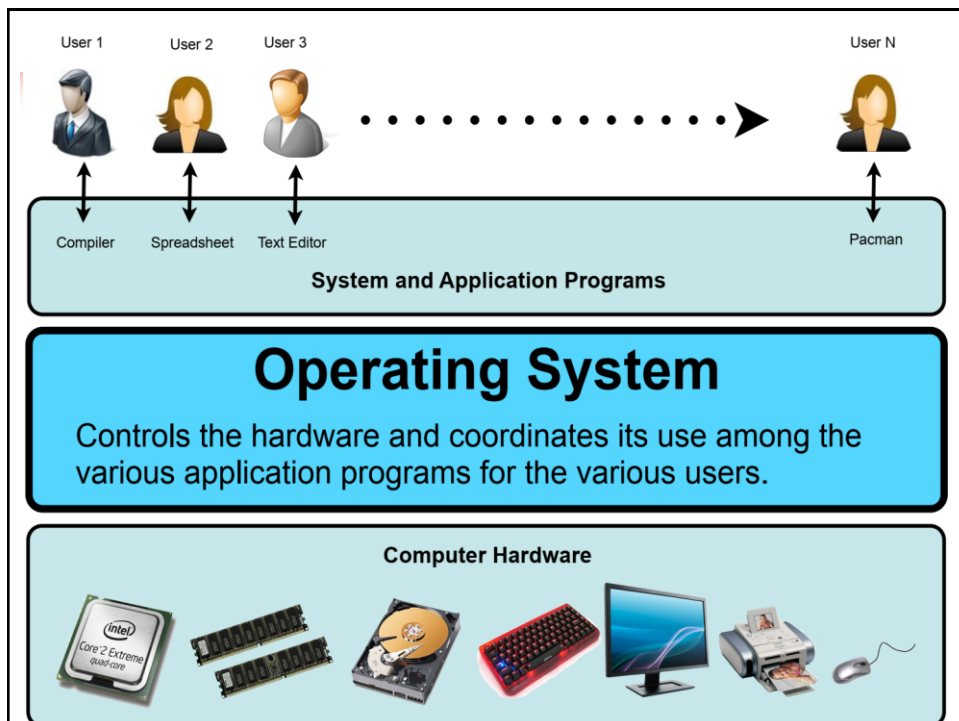 User 1
User 2
User 3
User N
Compiler
Spreadsheet
Text Editor
Pacman
System and Application Programs
Operating System
Controls the hardware and coordinates its use among the
various application programs for the various users.
Computer Hardware
intel
Core™2 Extreme
quad-core